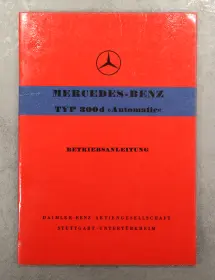 MERCEDES-BENZ
TYP 300d »Automatic«
BETRIEBSANLEITUNG
DAIMLER-BENZ AKTIENGESELLSCHAFT
STUTTGART-UNTERTÜRKHEIM